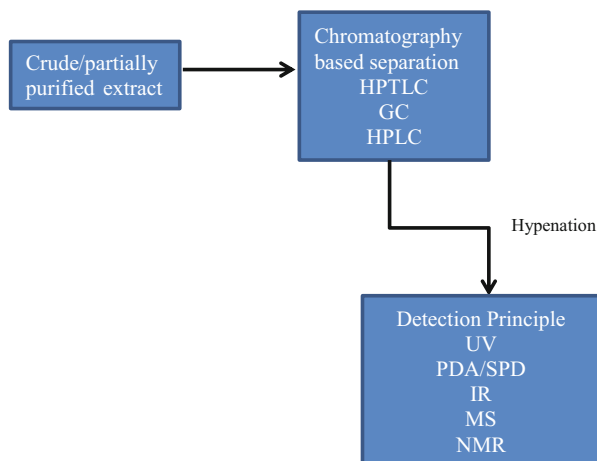 Crude/partially
purified extract
Chromatography
based separation
HPTLC
GC
HPLC
Hypenation
Detection Principle
UV
PDA/SPD
IR
MS
NMR